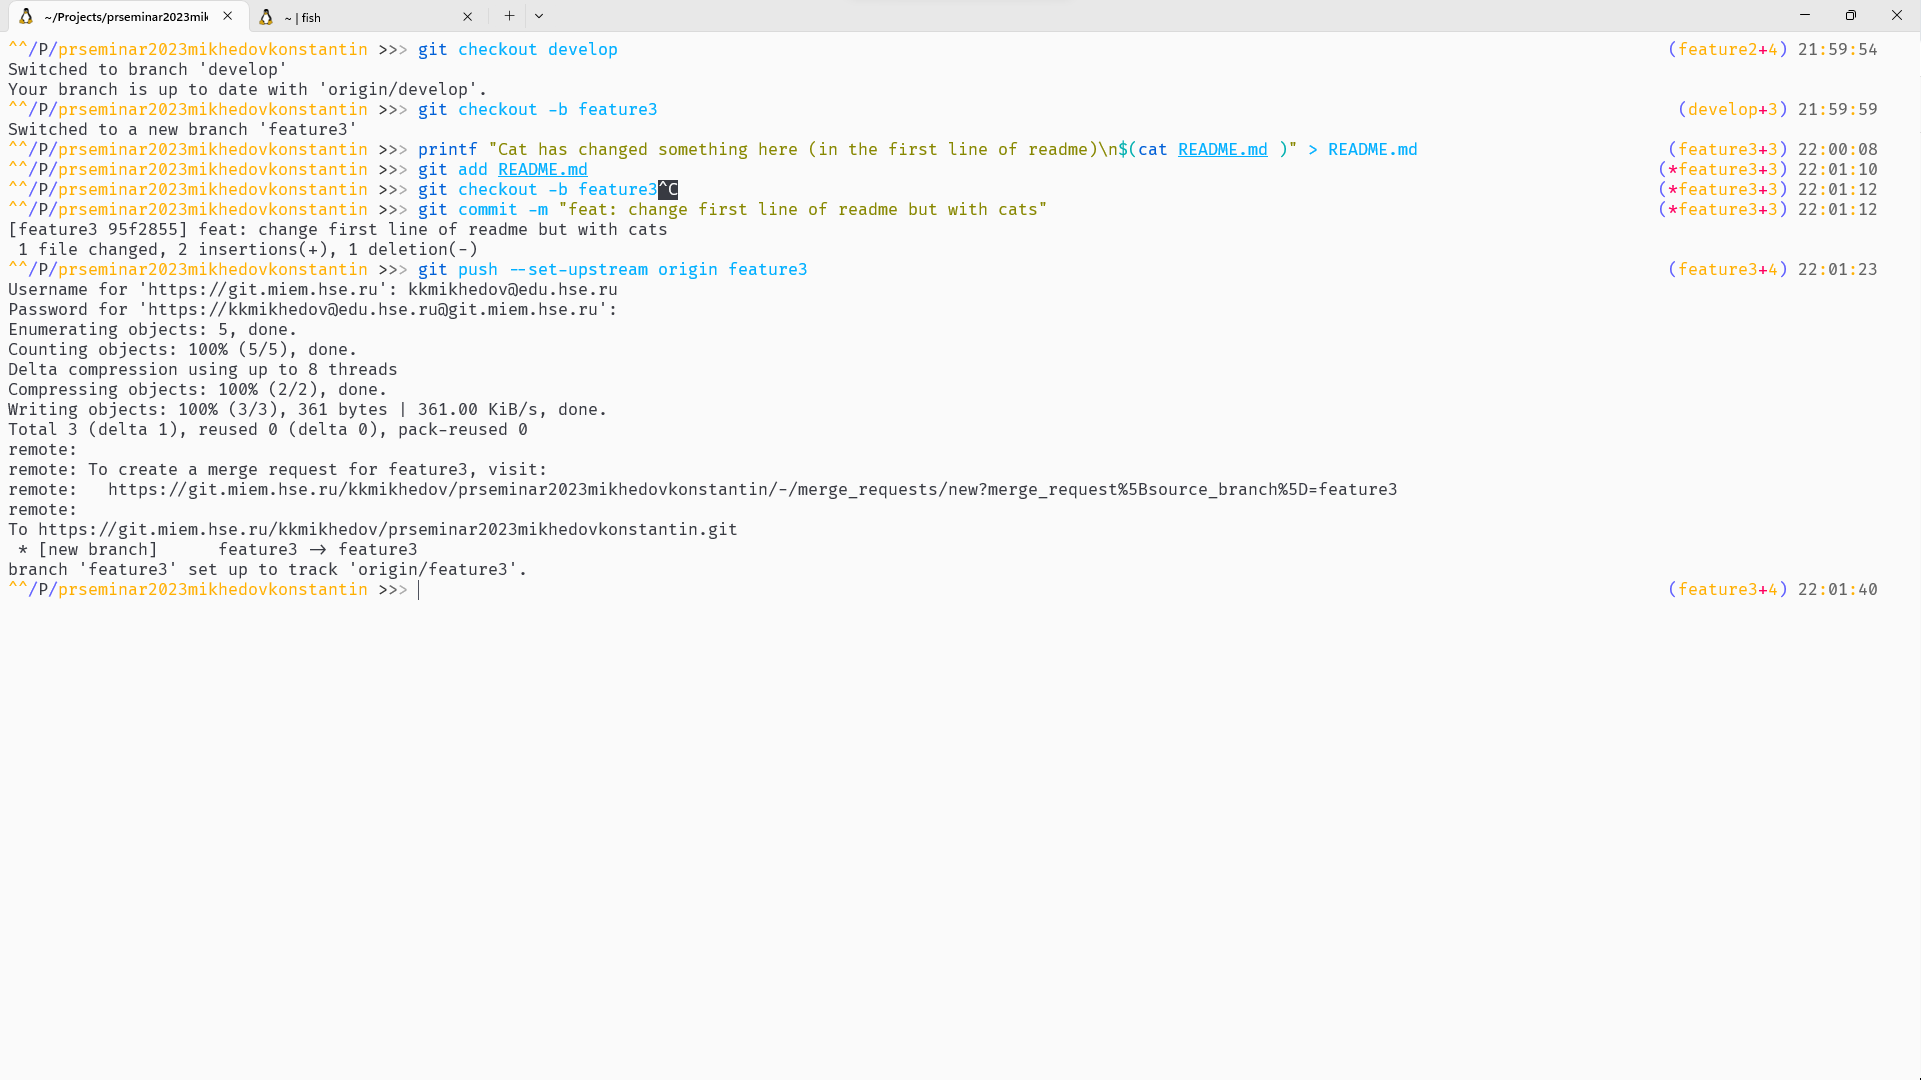 ~/Projects/prseminar2023mik
~ | fish
^^/P/prseminar2023mikhedovkonstantin >>> git checkout develop (feature2+4) 21:59:54
Switched to branch 'develop'
Your branch is up to date with 'origin/develop'.
^^/P/prseminar2023mikhedovkonstantin >>> git checkout -b feature3 (develop+3) 21:59:59
Switched to a new branch 'feature3'
^^/P/prseminar2023mikhedovkonstantin >>> printf "Cat has changed something here (in the first line of readme)\n$(cat README.md )" > README.md (feature3+3) 22:00:08
^^/P/prseminar2023mikhedovkonstantin >>> git add README.md (*feature3+3) 22:01:10
^^/P/prseminar2023mikhedovkonstantin >>> git checkout -b feature3^C (*feature3+3) 22:01:12
^^/P/prseminar2023mikhedovkonstantin >>> git commit -m "feat: change first line of readme but with cats" (*feature3+3) 22:01:12
[feature3 95f2855] feat: change first line of readme but with cats
 1 file changed, 2 insertions(+), 1 deletion(-)
^^/P/prseminar2023mikhedovkonstantin >>> git push --set-upstream origin feature3 (feature3+4) 22:01:23
Username for 'https://git.miem.hse.ru': kkmikhedov@edu.hse.ru
Password for 'https://kkmikhedov@edu.hse.ru@git.miem.hse.ru':
Enumerating objects: 5, done.
Counting objects: 100% (5/5), done.
Delta compression using up to 8 threads
Compressing objects: 100% (2/2), done.
Writing objects: 100% (3/3), 361 bytes | 361.00 KiB/s, done.
Total 3 (delta 1), reused 0 (delta 0), pack-reused 0
remote:
remote: To create a merge request for feature3, visit:
remote:   https://git.miem.hse.ru/kkmikhedov/prseminar2023mikhedovkonstantin/-/merge_requests/new?merge_request%5Bsource_branch%5D=feature3
remote:
To https://git.miem.hse.ru/kkmikhedov/prseminar2023mikhedovkonstantin.git
 * [new branch]      feature3 -> feature3
branch 'feature3' set up to track 'origin/feature3'.
^^/P/prseminar2023mikhedovkonstantin >>> (feature3+4) 22:01:40